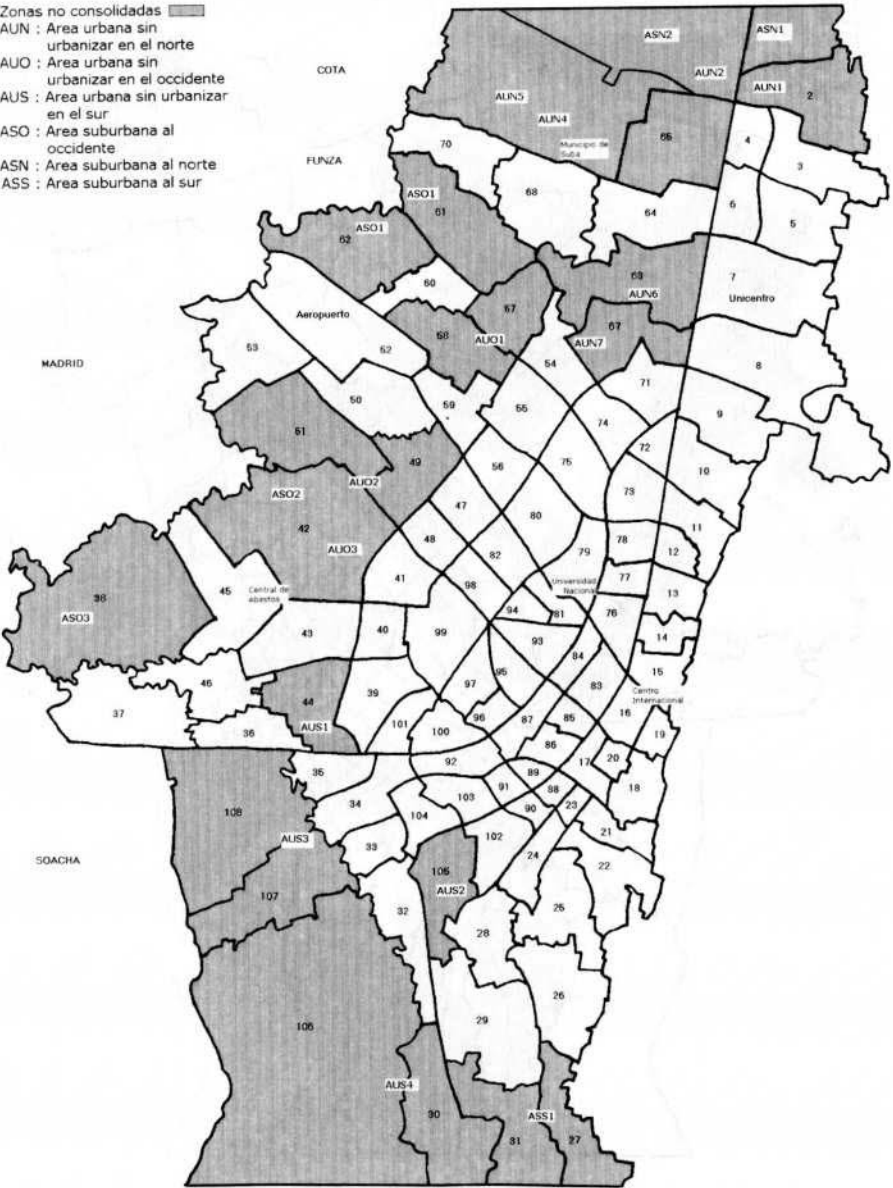 Zonas no consolidadas
AUN : Area urbana sin
urbanizar en el norte
AUO : Area urbana sin
urbanizar en el occidente
AUS : Area urbana sin urbanizar
en el sur
ASO : Area suburbana al
occidente
ASN : Area suburbana al norte
ASS : Area suburbana al sur
COTA
FUNZA
MADRID
SOACHA
ASN2
ASN1
AUN2
AUN1
2
AUN5
AUN4
65
Municipio de
Suba
4
3
70
68
64
6
5
ASO1
61
ASO1
62
63
AUN6
7
Unicentro
60
57
Aeropuerto
58
AUO1
67
AUN7
53
52
54
8
50
59
55
71
9
51
74
72
49
56
75
10
AUO2
73
ASO2
42
47
80
11
AUO3
48
82
79
78
12
38
45
Central de
abastos
41
98
Universidad
Nacional
77
13
ASO3
94
81
76
43
40
99
93
14
84
95
15
46
44
39
97
83
Centro
Internacional
37
36
AUS1
101
100
96
87
85
16
19
86
17
20
35
92
89
18
91
88
108
34
103
90
23
104
21
AUS3
33
102
24
22
105
AUS2
107
32
25
28
26
29
106
AUS4
30
ASS1
31
27